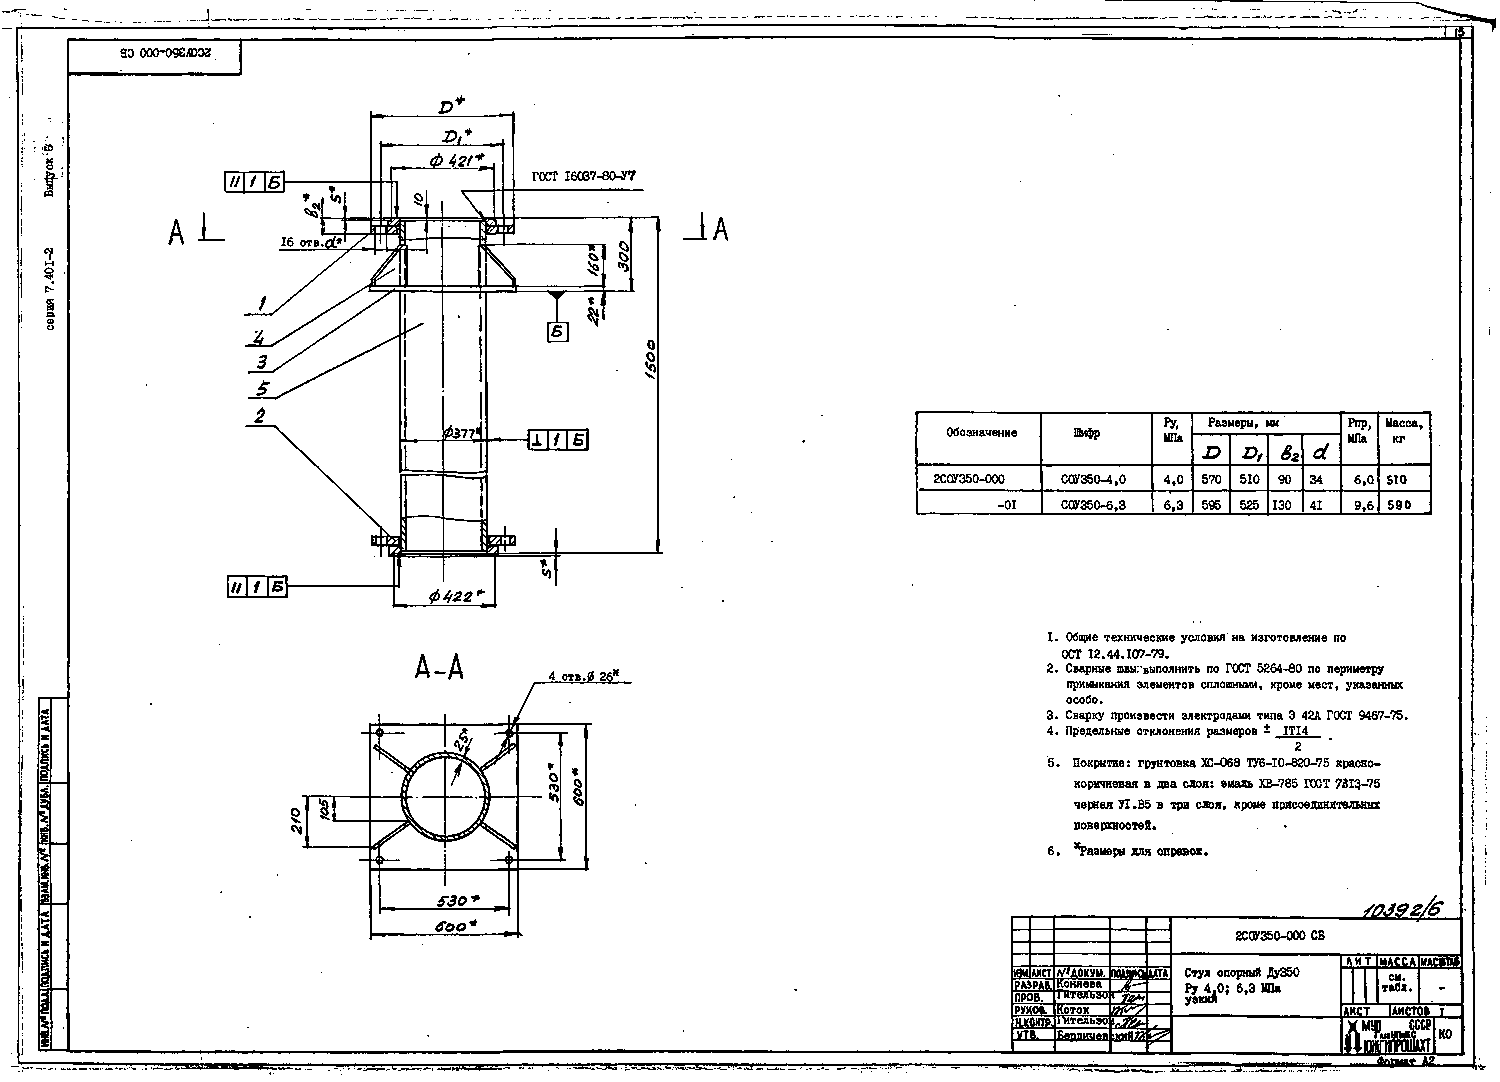 13
2СОУ350-000 СБ
серия 7.401-2
Выпуск 6
D*
D₁*
ф 421*
ГОСТ 16037-80-У7
// 1 Б
в₂*
5*
10
А
А
16 отв. d*
160*
300
22*
Б
1
4
3
5
2
1500
ф377*
⊥ 1 Б
5*
// 1 Б
ф 422*
А-А
4 отв.ф 26*
25*
530*
600*
105
210
530*
600*
Обозначение Шифр Ру, МПа Размеры, мм Рпр, МПа Масса, кг
D D₁ в₂ d
2СОУ350-000 СОУ350-4,0 4,0 570 510 90 34 6,0 510
-01 СОУ350-6,3 6,3 595 525 130 41 9,6 590
1. Общие технические условия на изготовление по
ОСТ 12.44.107-79.
2. Сварные швы выполнить по ГОСТ 5264-80 по периметру
примыкания элементов сплошными, кроме мест, указанных
особо.
3. Сварку произвести электродами типа Э 42А ГОСТ 9467-75.
4. Предельные отклонения размеров ± IT14
2
5. Покрытие: грунтовка ХС-068 ТУ6-10-820-75 красно-
коричневая в два слоя: эмаль ХВ-785 ГОСТ 7313-75
черная У1.В5 в три слоя, кроме присоединительных
поверхностей.
6. *Размеры для справок.
10392/6
2СОУ350-000 СБ
ИЗМ ЛИСТ № ДОКУМ. ПОДПИСЬ ДАТА
РАЗРАБ. Коняева
ПРОВ. Гительзон
РУКОВ. Коток
Н.КОНТР. Гительзон
УТВ. Бердичевский
Стул опорный Ду350
Ру 4,0; 6,3 МПа
узкий
ЛИТ МАССА МАСШТАБ
см. табл. -
ЛИСТ ЛИСТОВ 1
МУП СССР
ЮЖГИПРОШАХТ
КО
Формат А2
ИНВ.№ ПОДЛ. ПОДПИСЬ И ДАТА ВЗАМ.ИНВ.№ ИНВ.№ ДУБЛ. ПОДПИСЬ И ДАТА